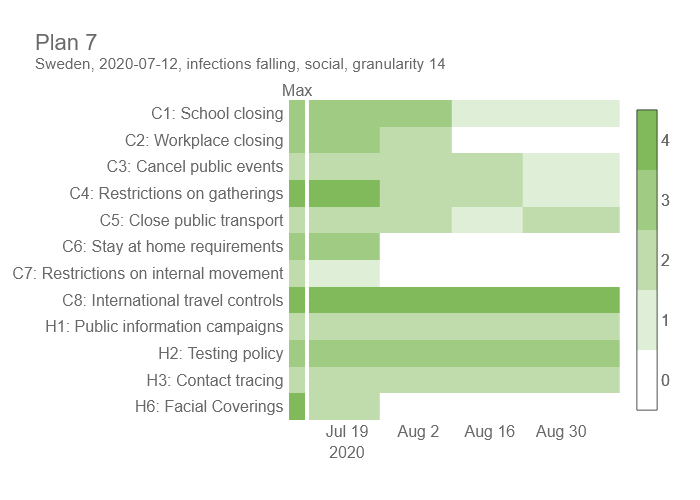 Plan 7
Sweden, 2020-07-12, infections falling, social, granularity 14
Max
C1: School closing
C2: Workplace closing
C3: Cancel public events
C4: Restrictions on gatherings
C5: Close public transport
C6: Stay at home requirements
C7: Restrictions on internal movement
C8: International travel controls
H1: Public information campaigns
H2: Testing policy
H3: Contact tracing
H6: Facial Coverings
Jul 19 Aug 2 Aug 16 Aug 30
2020
4
3
2
1
0